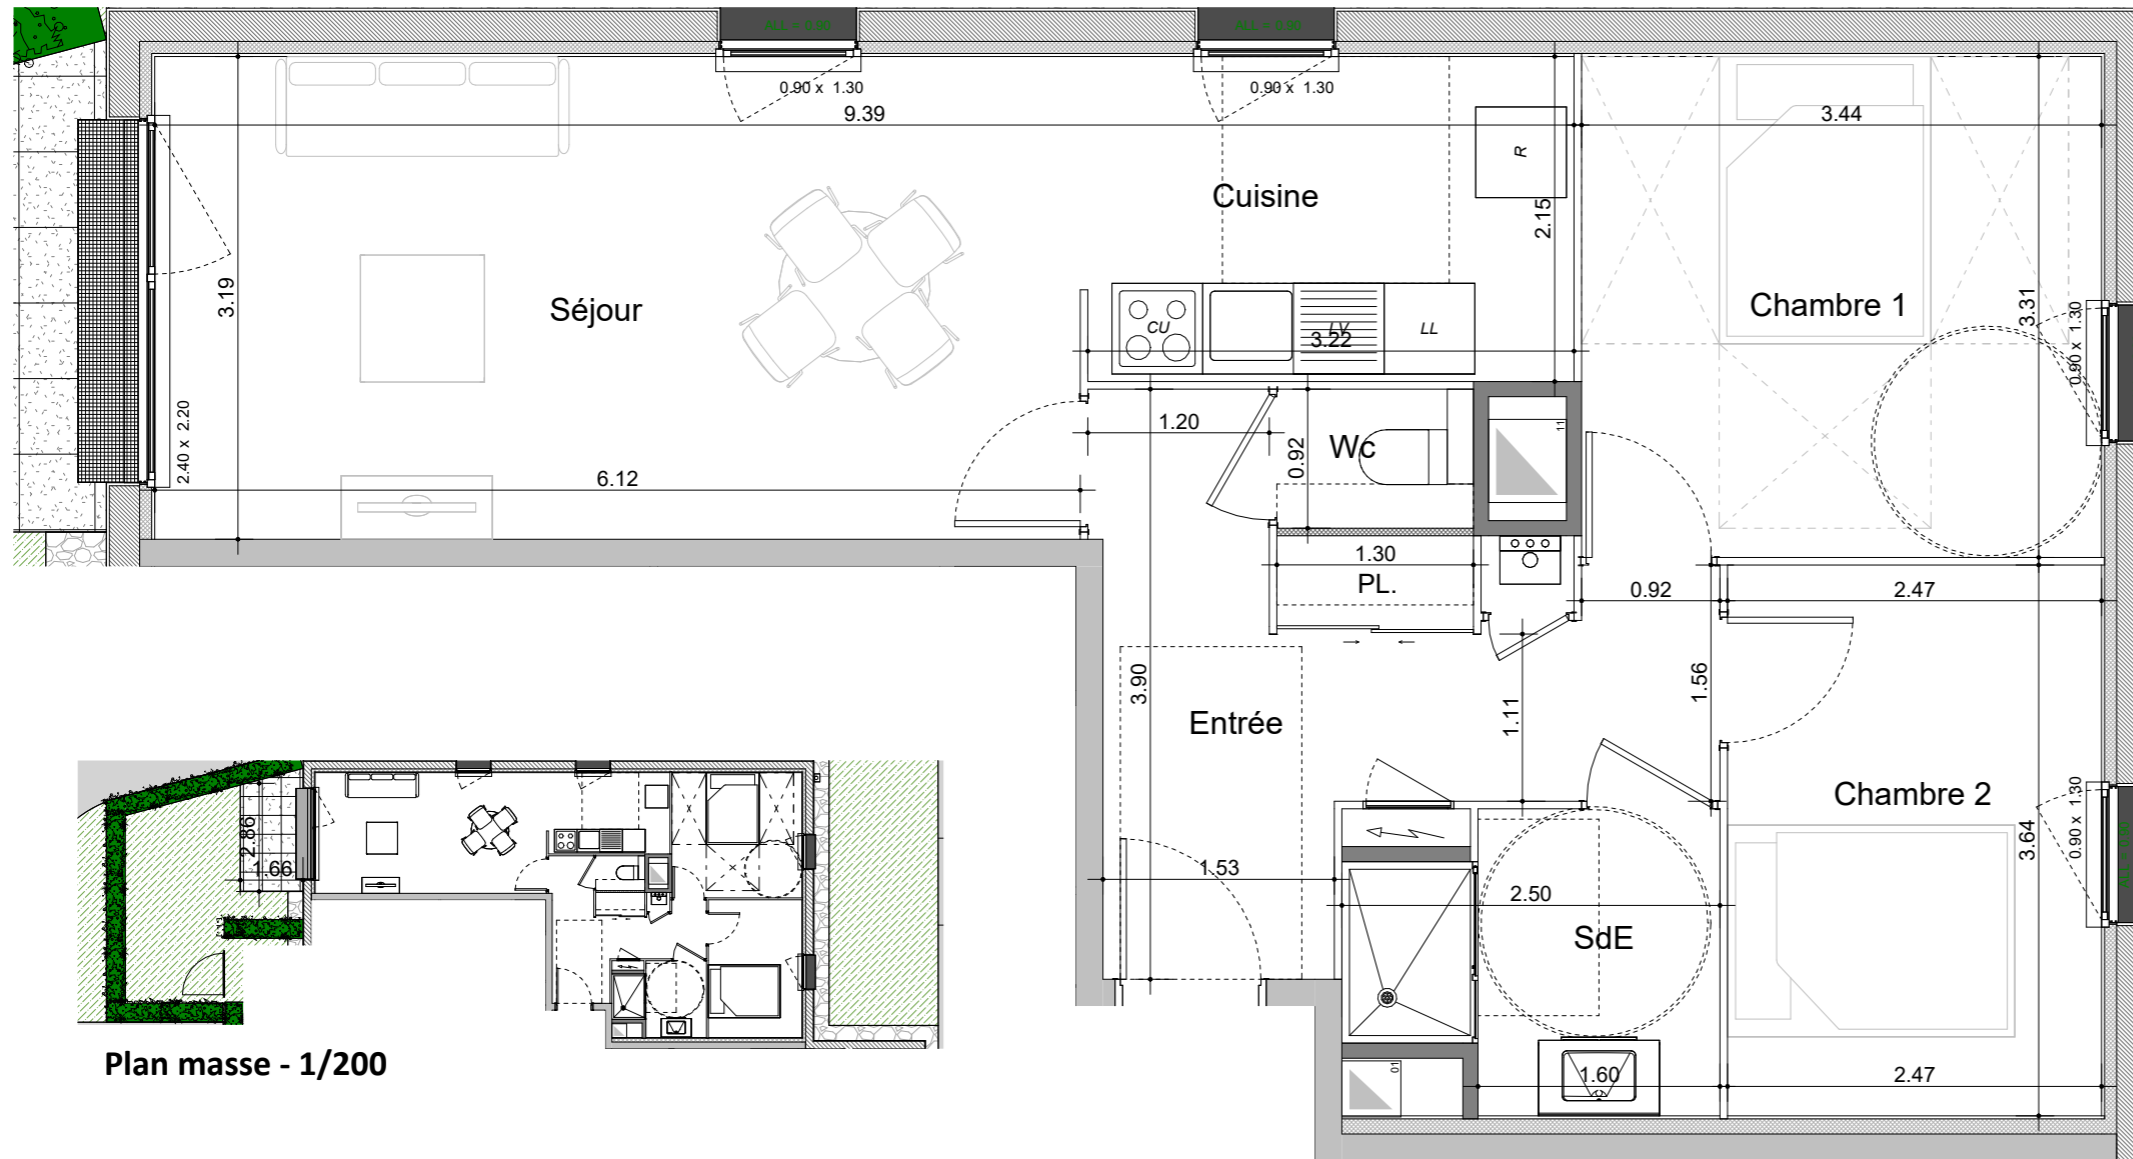 0.90 x 1.30
0.90 x 1.30
9.39
3.44
R
Cuisine
2.15
3.19
Séjour
Chambre 1
3.31
0.90 x 1.30
CU
LV
LL
3.22
2.40 x 2.20
1.20
0.92
Wc
11
6.12
1.30
PL.
0.92
2.47
3.90
1.11
1.56
Entrée
Chambre 2
0.90 x 1.30
3.64
2.86
1.66
1.53
2.50
SdE
Plan masse - 1/200
01
1.60
2.47